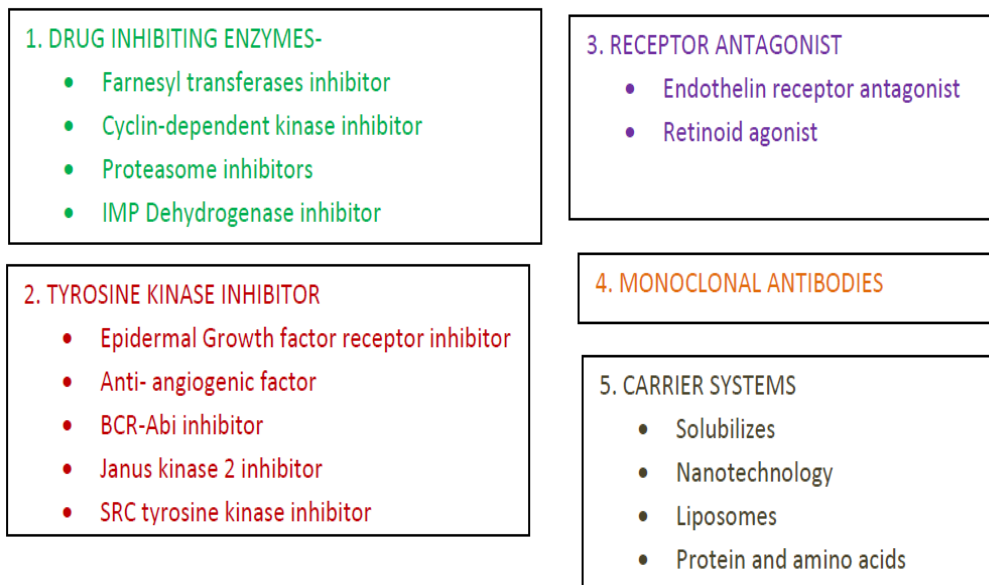 1. DRUG INHIBITING ENZYMES-
• Farnesyl transferases inhibitor
• Cyclin-dependent kinase inhibitor
• Proteasome inhibitors
• IMP Dehydrogenase inhibitor
2. TYROSINE KINASE INHIBITOR
• Epidermal Growth factor receptor inhibitor
• Anti- angiogenic factor
• BCR-Abi inhibitor
• Janus kinase 2 inhibitor
• SRC tyrosine kinase inhibitor
3. RECEPTOR ANTAGONIST
• Endothelin receptor antagonist
• Retinoid agonist
4. MONOCLONAL ANTIBODIES
5. CARRIER SYSTEMS
• Solubilizes
• Nanotechnology
• Liposomes
• Protein and amino acids